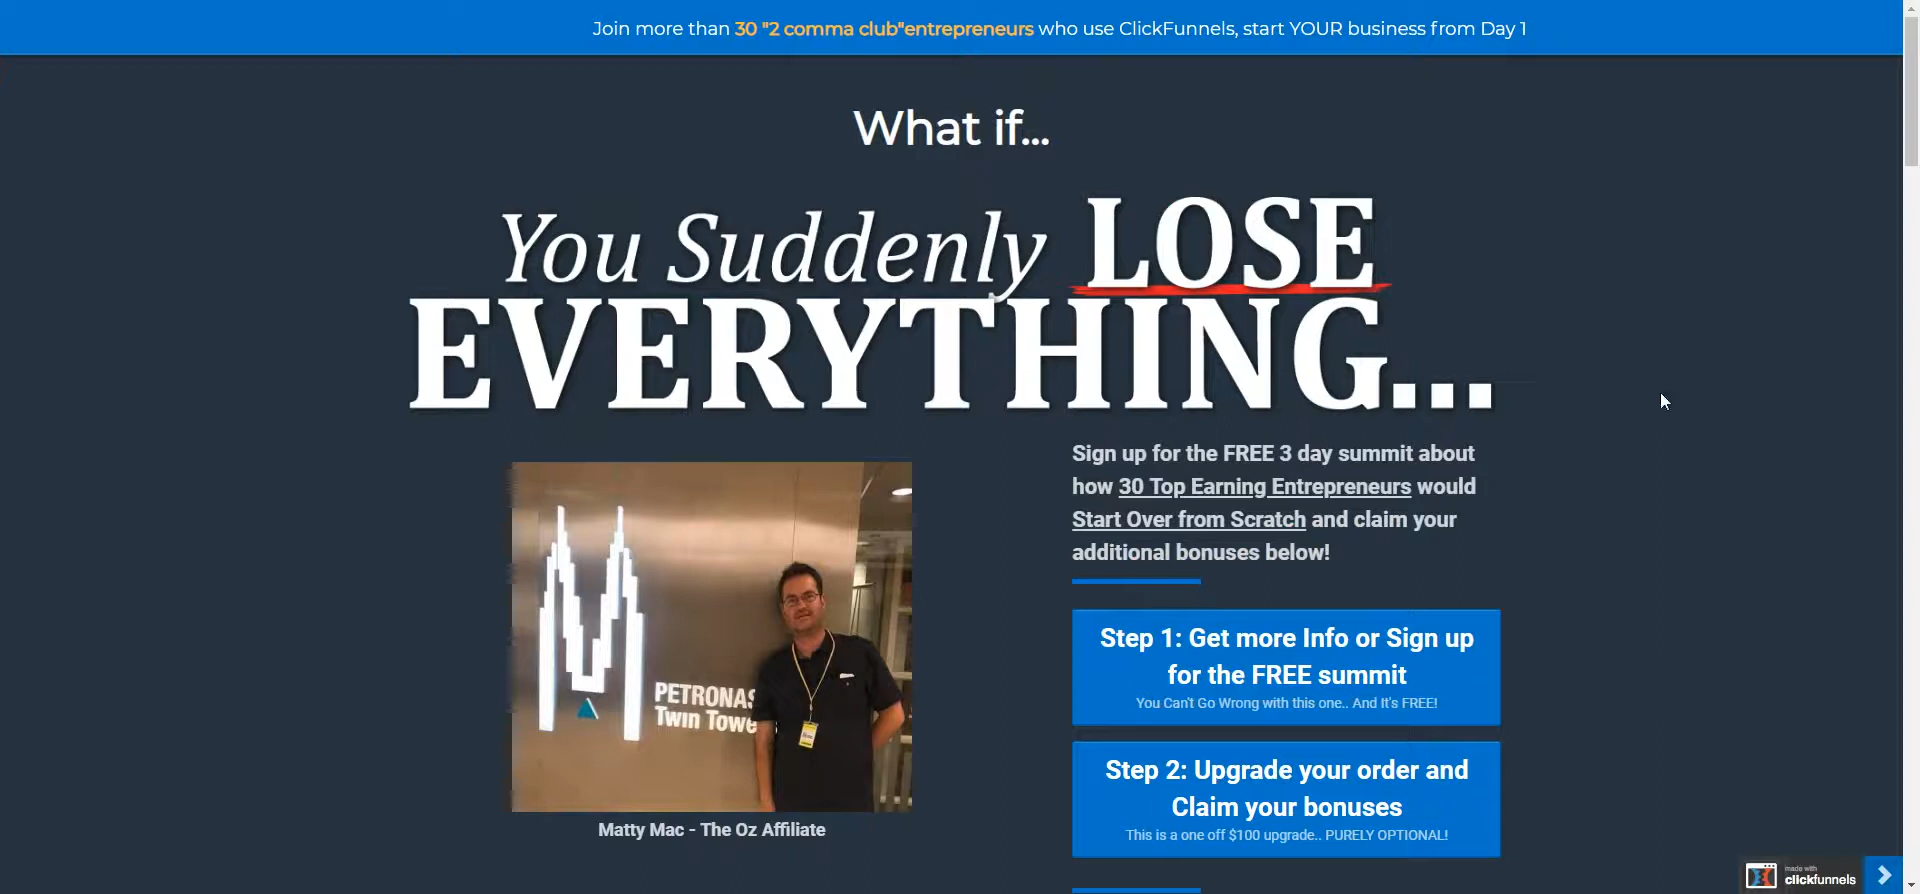 Join more than 30 "2 comma club"entrepreneurs who use ClickFunnels, start YOUR business from Day 1
What if...
You Suddenly LOSE
EVERYTHING...
PETRONAS
Twin Towe
Matty Mac - The Oz Affiliate
Sign up for the FREE 3 day summit about
how 30 Top Earning Entrepreneurs would
Start Over from Scratch and claim your
additional bonuses below!
Step 1: Get more Info or Sign up
for the FREE summit
You Can't Go Wrong with this one.. And It's FREE!
Step 2: Upgrade your order and
Claim your bonuses
This is a one off $100 upgrade.. PURELY OPTIONAL!
made with
clickfunnels